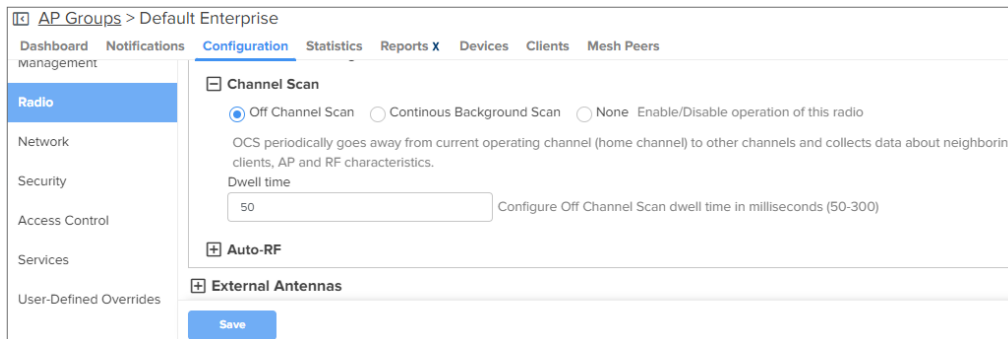 AP Groups > Default Enterprise
Dashboard Notifications Configuration Statistics Reports X Devices Clients Mesh Peers
Management
Channel Scan
Radio
Off Channel Scan Continous Background Scan None Enable/Disable operation of this radio
Network
OCS periodically goes away from current operating channel (home channel) to other channels and collects data about neighborin
clients, AP and RF characteristics.
Security
Dwell time
50 Configure Off Channel Scan dwell time in milliseconds (50-300)
Access Control
Auto-RF
Services
External Antennas
User-Defined Overrides
Save